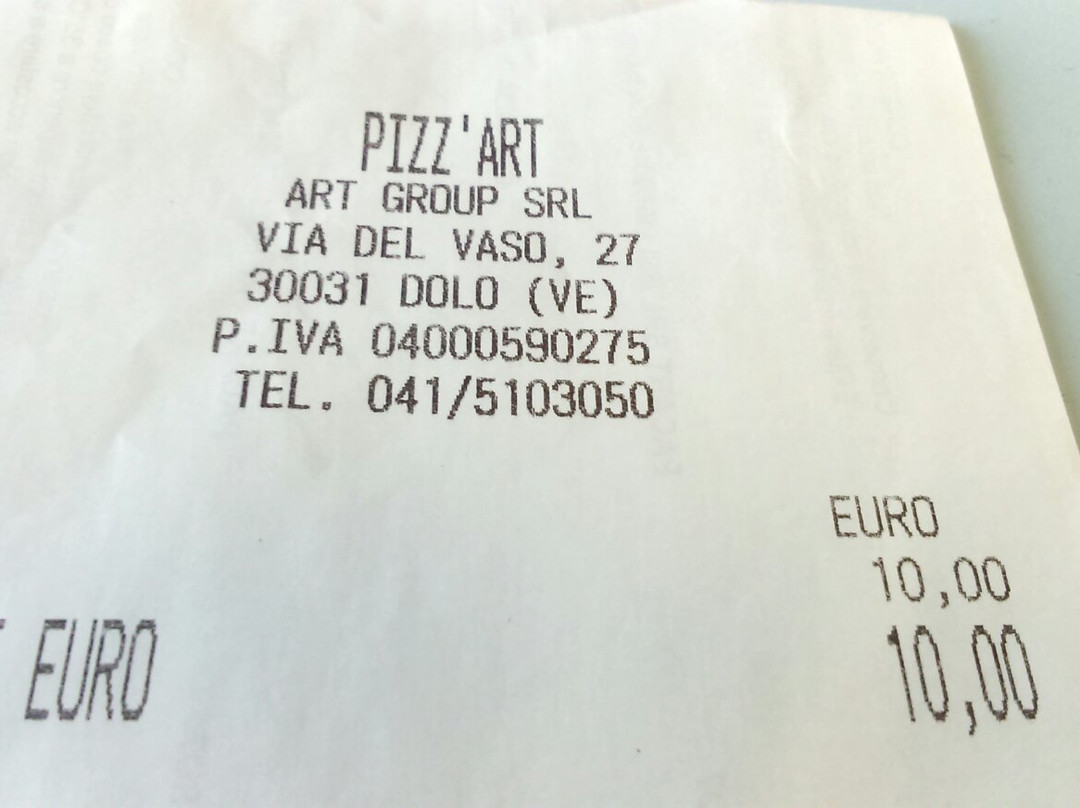 PIZZ'ART
ART GROUP SRL
VIA DEL VASO, 27
30031 DOLO (VE)
P.IVA 04000590275
TEL. 041/5103050
EURO
10,00
EURO 10,00